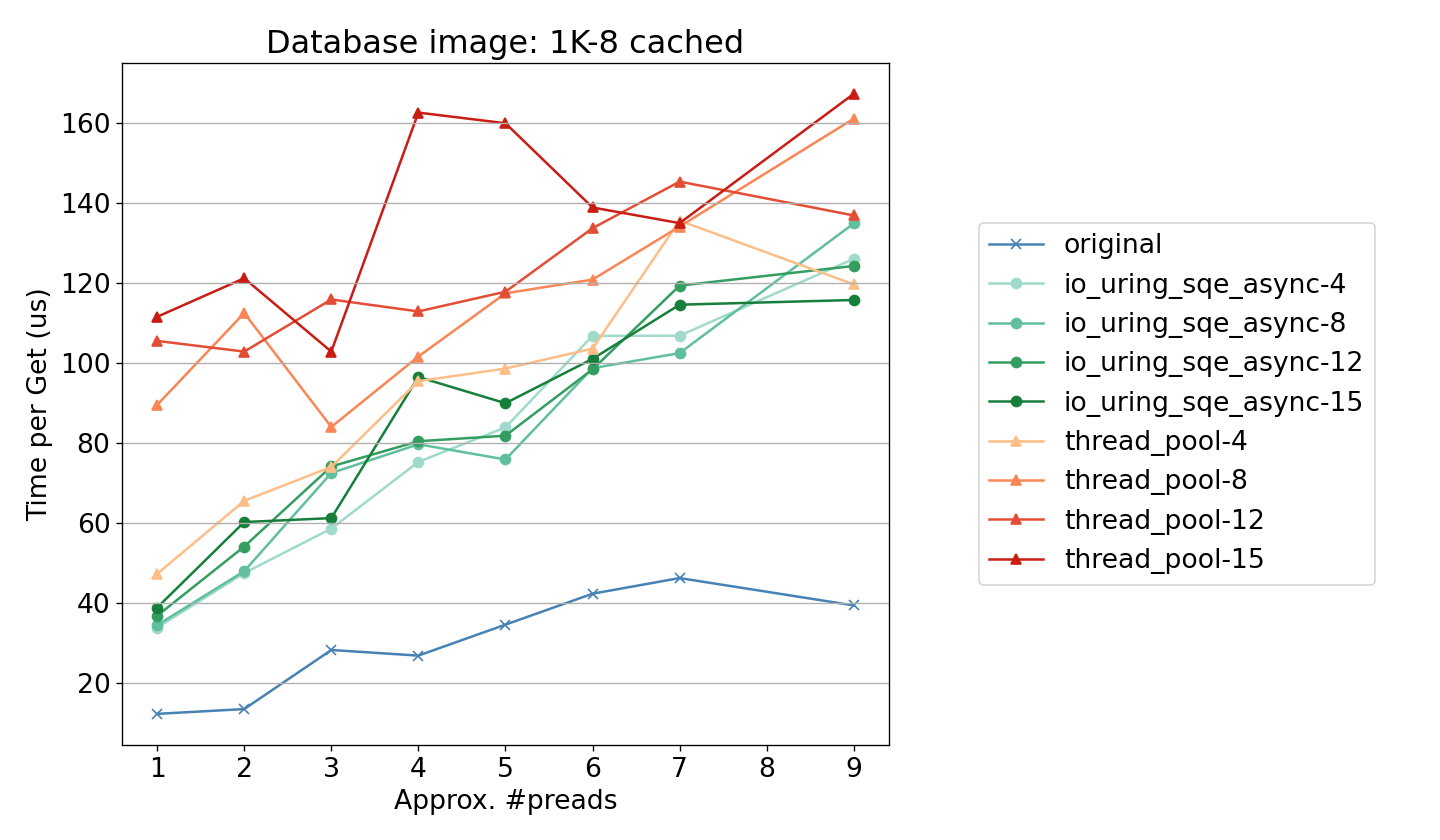 Database image: 1K-8 cached
Time per Get (us)
160
140
120
100
80
60
40
20
1 2 3 4 5 6 7 8 9
Approx. #preads
original
io_uring_sqe_async-4
io_uring_sqe_async-8
io_uring_sqe_async-12
io_uring_sqe_async-15
thread_pool-4
thread_pool-8
thread_pool-12
thread_pool-15